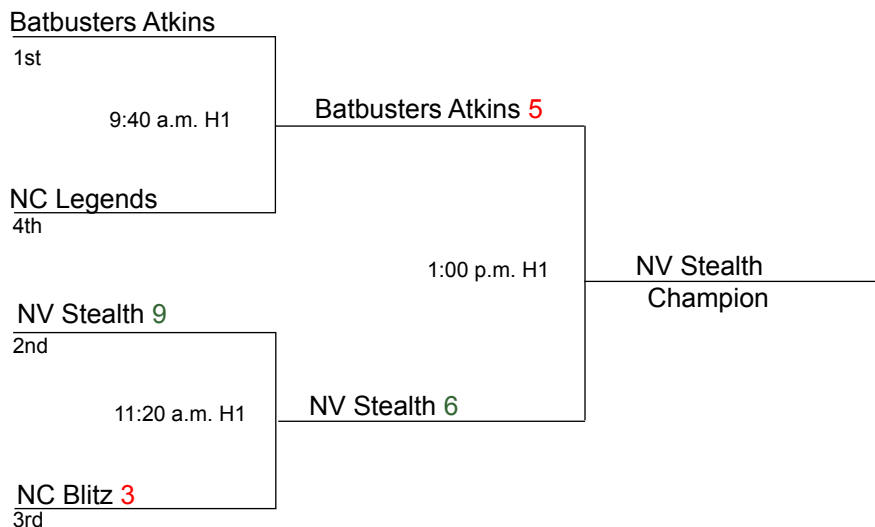 Batbusters Atkins
1st
9:40 a.m. H1
Batbusters Atkins 5
NC Legends
4th
1:00 p.m. H1
NV Stealth
Champion
NV Stealth 9
2nd
11:20 a.m. H1
NV Stealth 6
NC Blitz 3
3rd